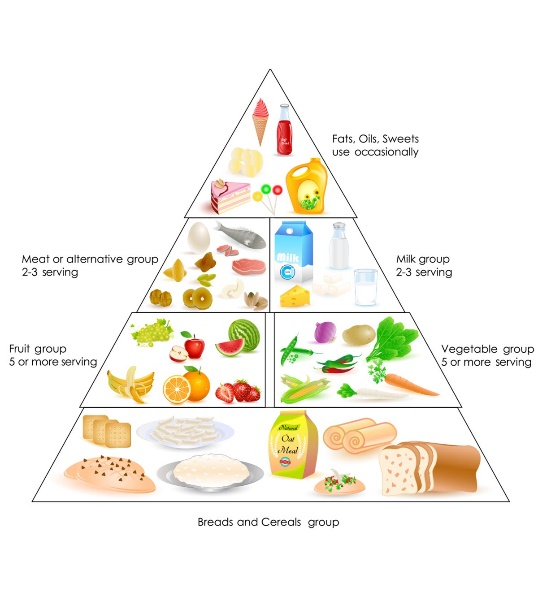 Fats, Oils, Sweets
use occasionally
Meat or alternative group
2-3 serving
Milk
Milk group
2-3 serving
Fruit group
5 or more serving
Vegetable group
5 or more serving
Natural
Oat
Meal
Breads and Cereals group